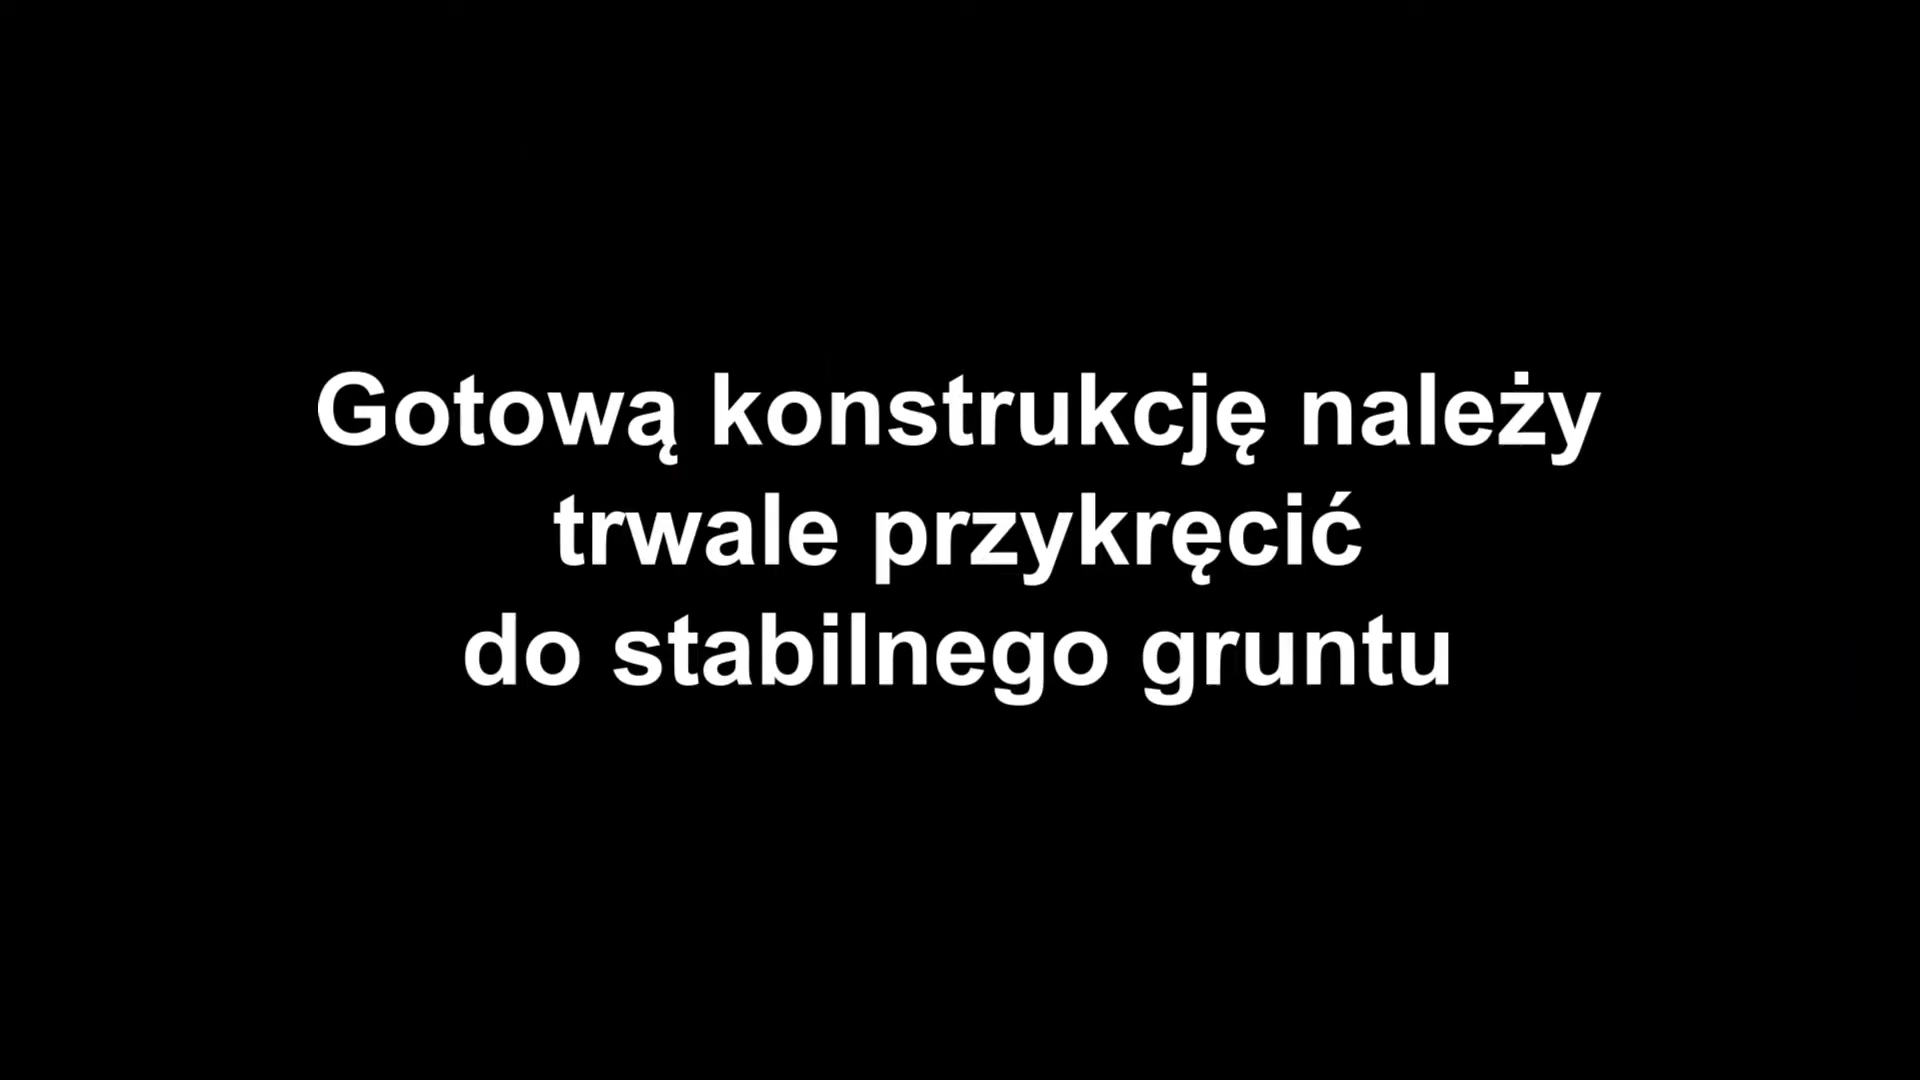 Gotową konstrukcję należy
trwale przykręcić
do stabilnego gruntu